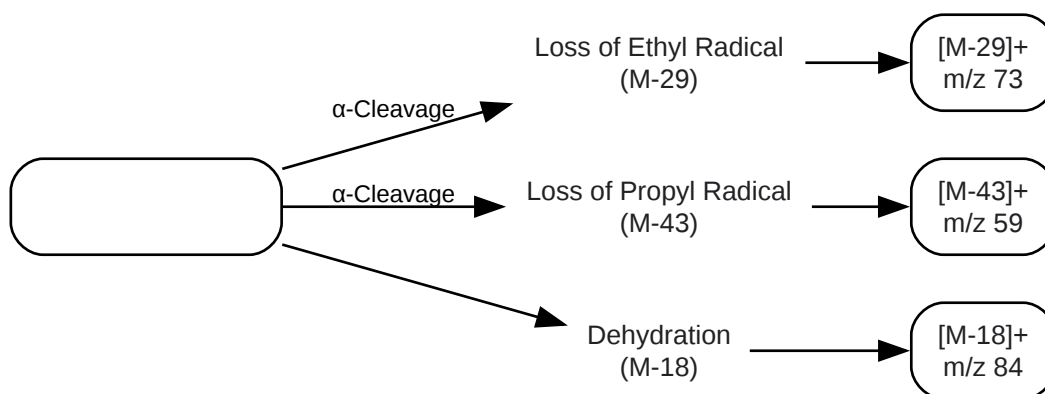 Loss of Ethyl Radical
(M-29)
[M-29]+
m/z 73
α-Cleavage
α-Cleavage
Loss of Propyl Radical
(M-43)
[M-43]+
m/z 59
Dehydration
(M-18)
[M-18]+
m/z 84